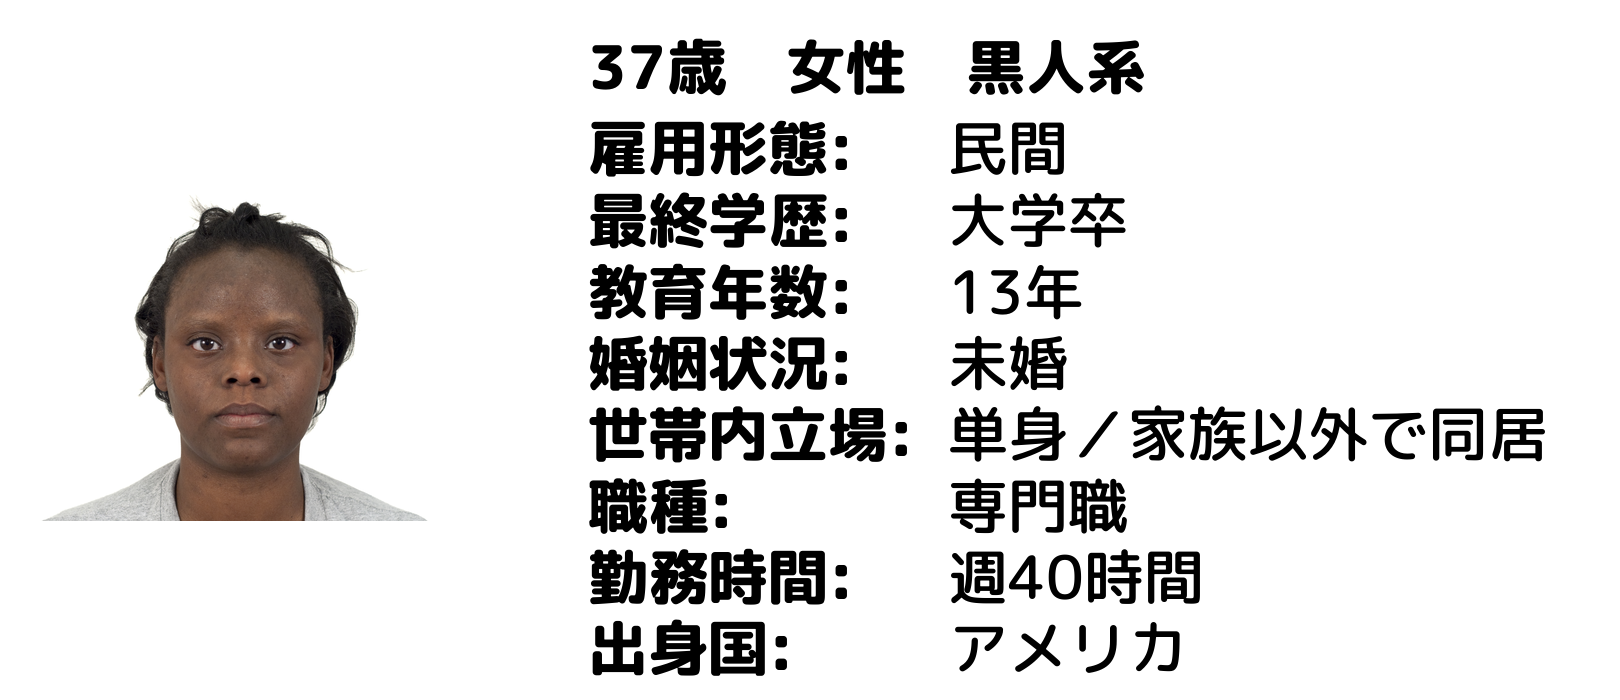 37歳　女性　黒人系
雇用形態:　民間
最終学歴:　大学卒
教育年数:　13年
婚姻状況:　未婚
世帯内立場:　単身／家族以外で同居
職種:　専門職
勤務時間:　週40時間
出身国:　アメリカ